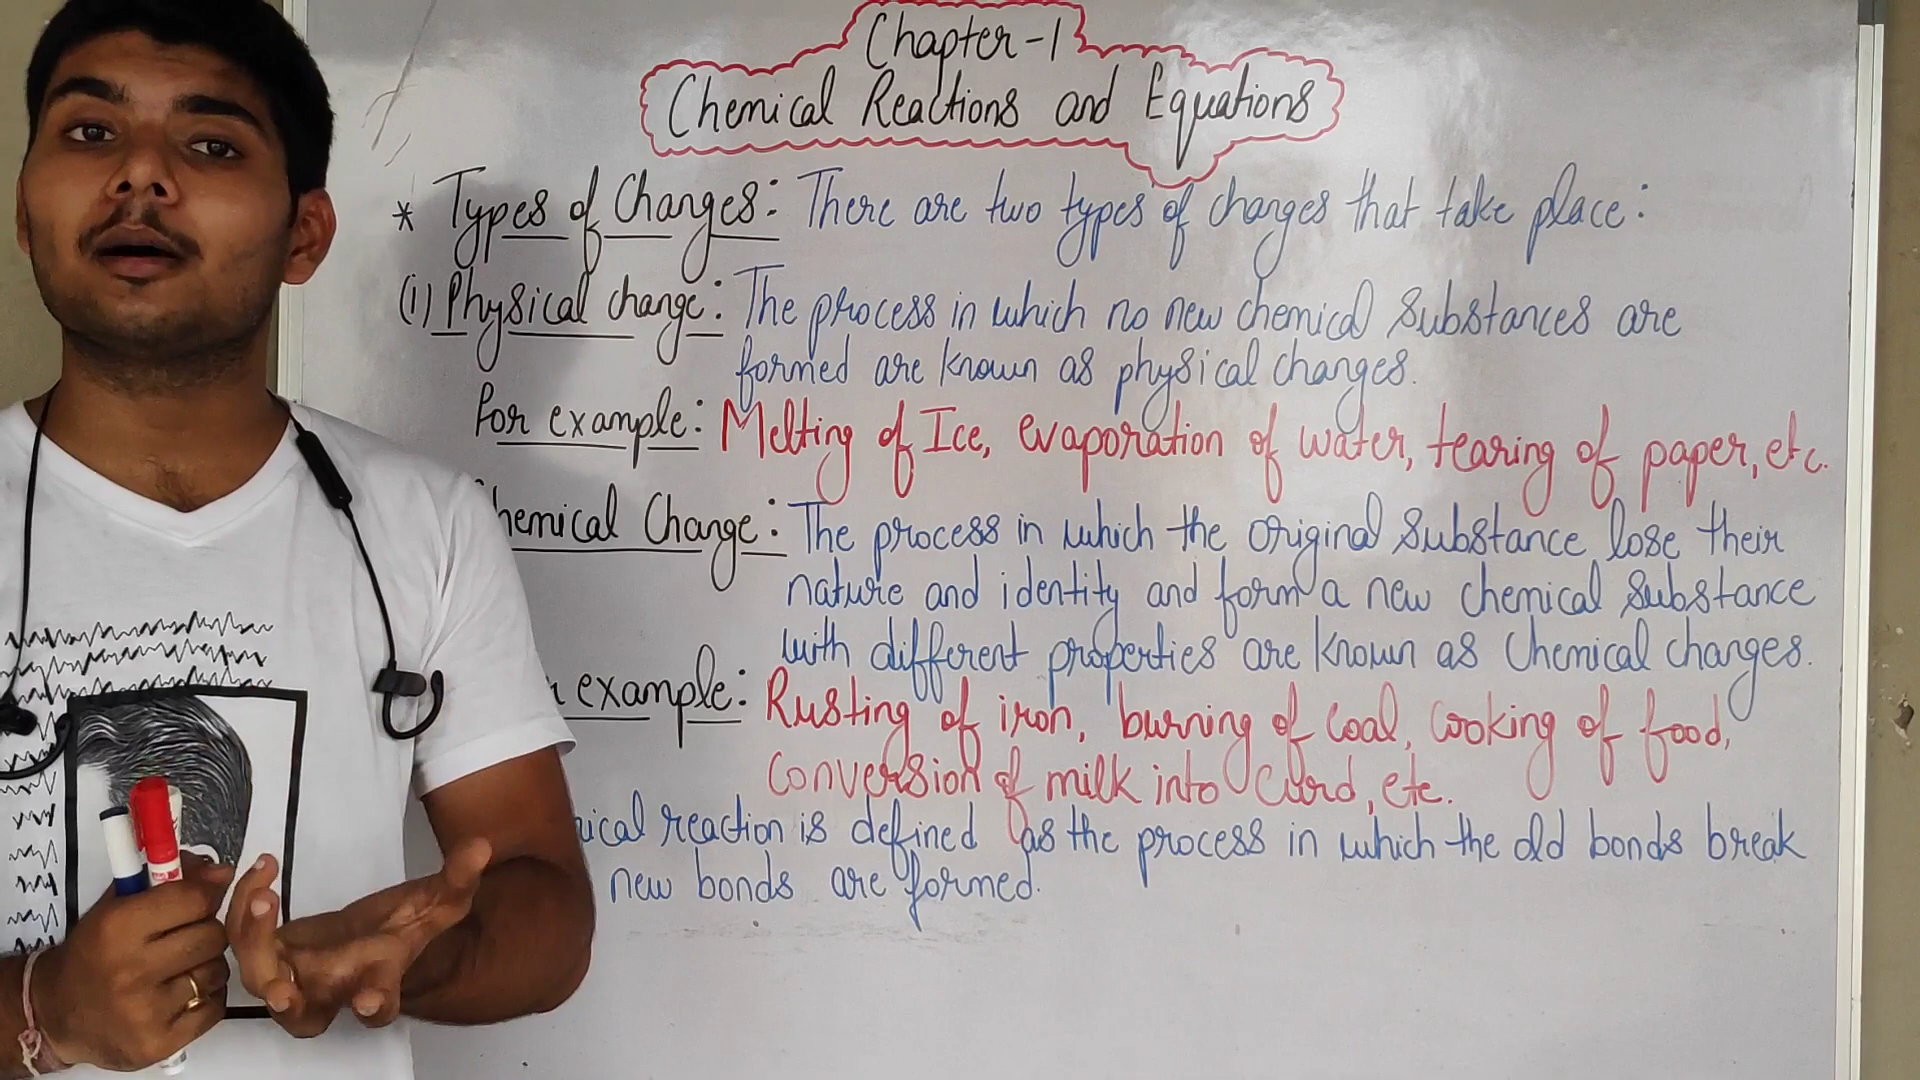 Chapter-1
Chemical Reactions and Equations
* Types of Changes: There are two types of changes that take place:
(i) Physical change: The process in which no new chemical substances are
formed are known as physical changes.
For example: Melting of Ice, evaporation of water, tearing of paper, etc.
hemical Change: The process in which the original substance lose their
nature and identity and form a new chemical substance
with different properties are known as chemical changes.
example: Rusting of iron, burning of coal, cooking of food,
conversion of milk into curd, etc.
ical reaction is defined as the process in which the old bonds break
new bonds are formed.